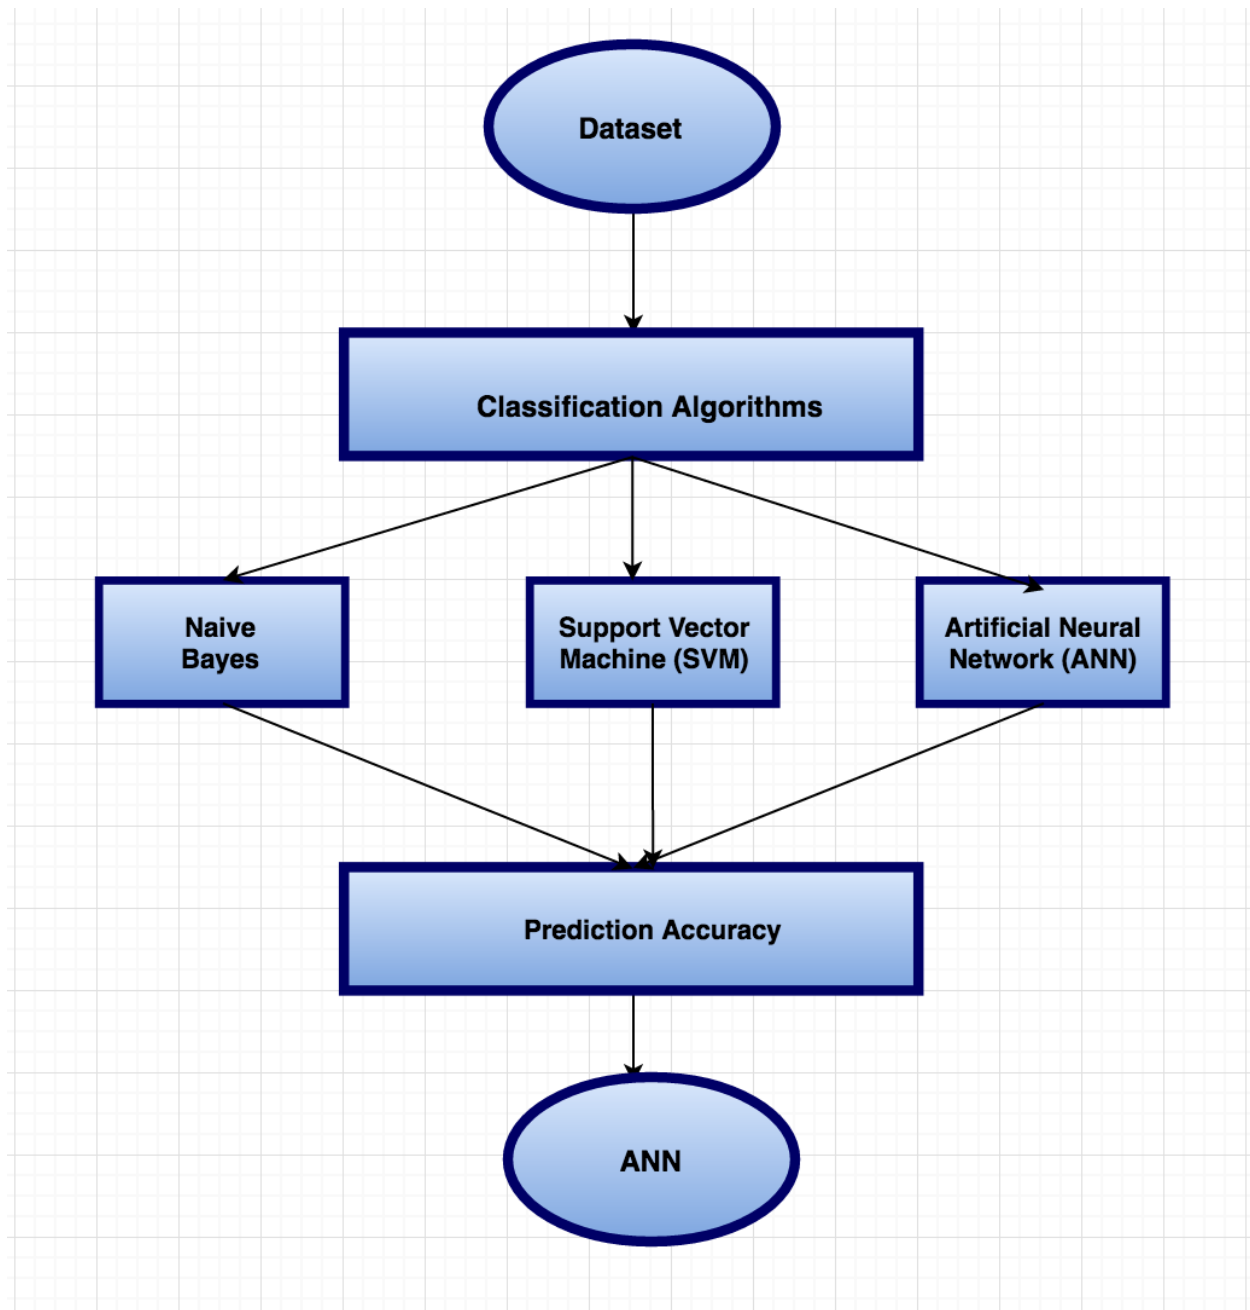 Dataset
Classification Algorithms
Naive
Bayes
Support Vector
Machine (SVM)
Artificial Neural
Network (ANN)
Prediction Accuracy
ANN